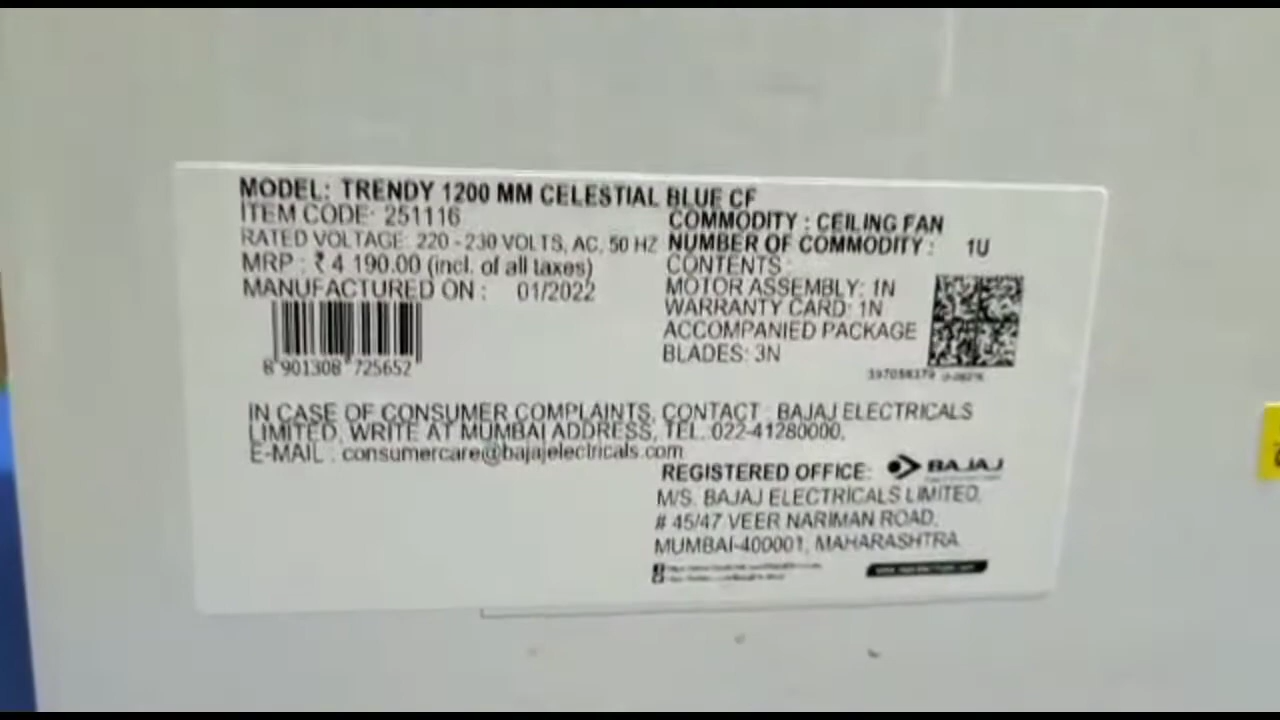 MODEL: TRENDY 1200 MM CELESTIAL BLUE CF
ITEM CODE: 251116
RATED VOLTAGE: 220-230 VOLTS, AC, 50 HZ
MRP : ₹ 4 190.00 (incl. of all taxes)
MANUFACTURED ON : 01/2022
8 901308 725652
COMMODITY : CEILING FAN
NUMBER OF COMMODITY : 1U
CONTENTS :
MOTOR ASSEMBLY: 1N
WARRANTY CARD: 1N
ACCOMPANIED PACKAGE
BLADES: 3N
IN CASE OF CONSUMER COMPLAINTS, CONTACT : BAJAJ ELECTRICALS
LIMITED, WRITE AT MUMBAI ADDRESS, TEL.:022-41280000,
E-MAIL : consumercare@bajajelectricals.com
REGISTERED OFFICE: BAJAJ
M/S. BAJAJ ELECTRICALS LIMITED,
# 45/47 VEER NARIMAN ROAD,
MUMBAI-400001, MAHARASHTRA